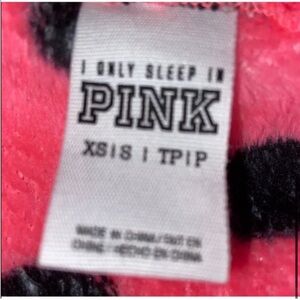 I ONLY SLEEP IN
PINK
XS|S | TP|P
MADE IN CHINA/FAIT EN
CHINE/HECHO EN CHINA